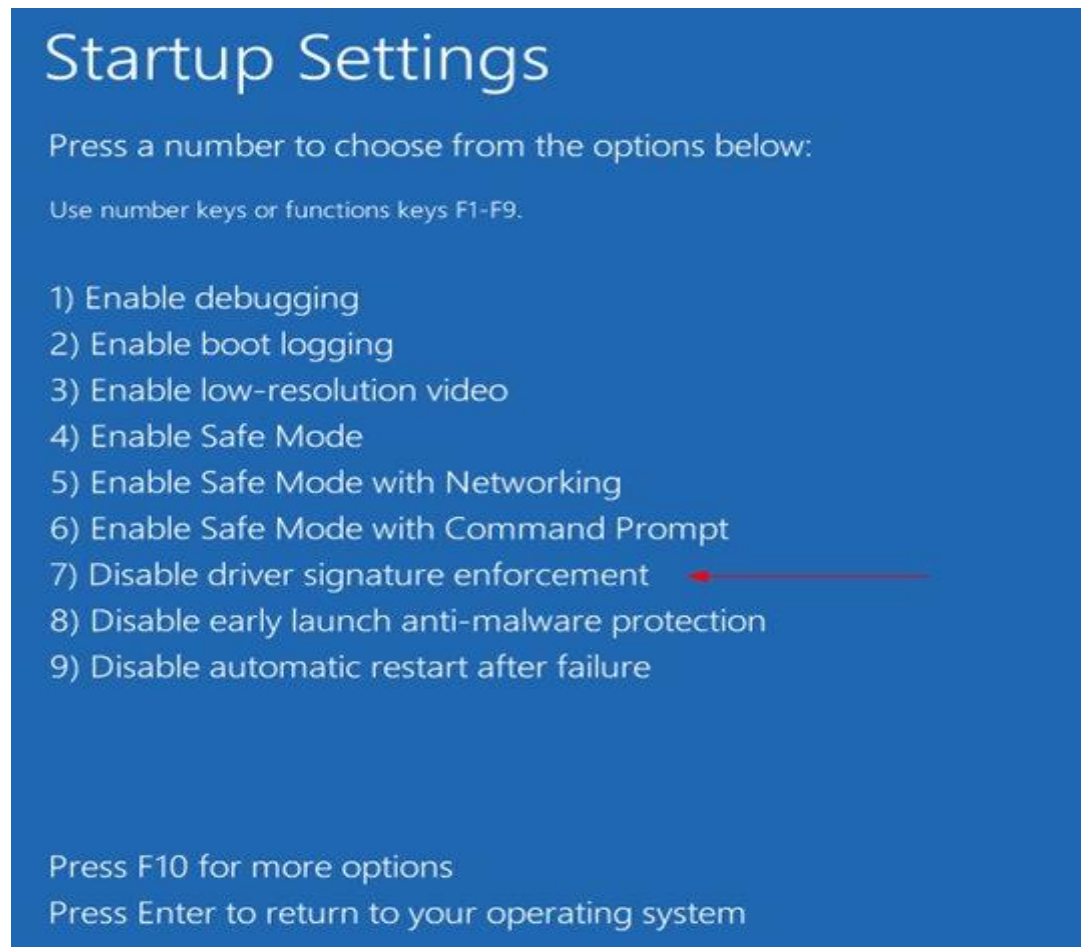 Startup Settings
Press a number to choose from the options below:
Use number keys or functions keys F1-F9.
1) Enable debugging
2) Enable boot logging
3) Enable low-resolution video
4) Enable Safe Mode
5) Enable Safe Mode with Networking
6) Enable Safe Mode with Command Prompt
7) Disable driver signature enforcement
8) Disable early launch anti-malware protection
9) Disable automatic restart after failure
Press F10 for more options
Press Enter to return to your operating system